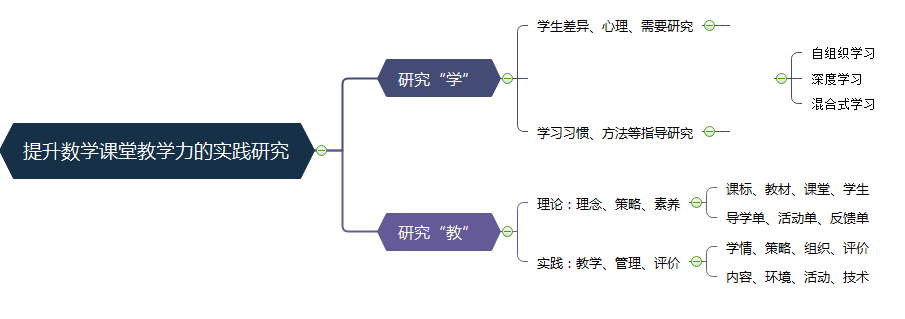 提升数学课堂教学力的实践研究
研究“学”
学生差异、心理、需要研究
自组织学习
深度学习
混合式学习
学习习惯、方法等指导研究
研究“教”
理论：理念、策略、素养
课标、教材、课堂、学生
导学单、活动单、反馈单
实践：教学、管理、评价
学情、策略、组织、评价
内容、环境、活动、技术